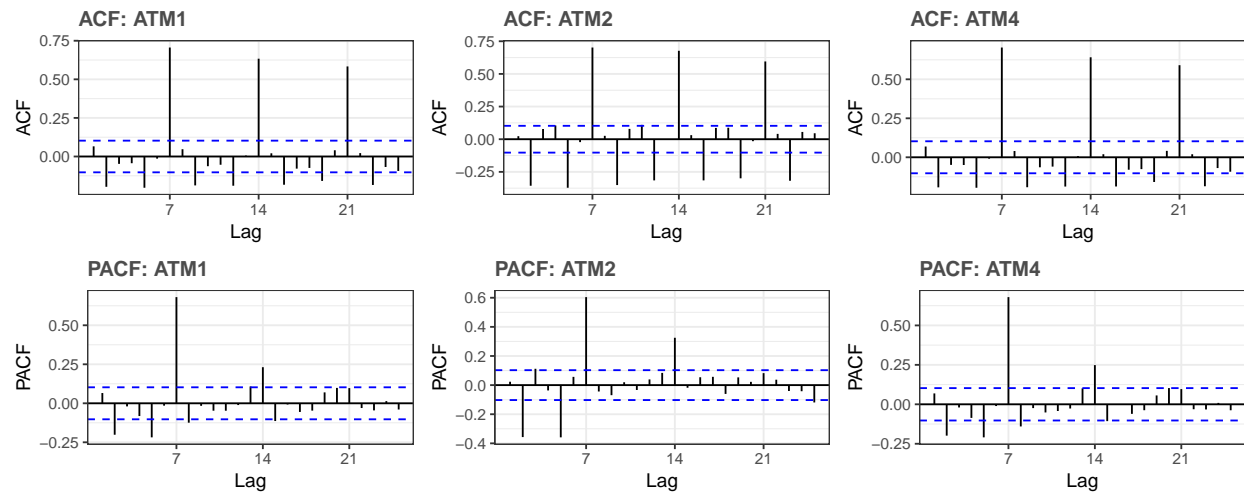 ACF: ATM1
0.75
0.50
0.25
0.00
ACF
7 14 21
Lag
ACF: ATM2
0.75
0.50
0.25
0.00
−0.25
ACF
7 14 21
Lag
ACF: ATM4
0.50
0.25
0.00
ACF
7 14 21
Lag
PACF: ATM1
0.50
0.25
0.00
−0.25
PACF
7 14 21
Lag
PACF: ATM2
0.6
0.4
0.2
0.0
−0.2
−0.4
PACF
7 14 21
Lag
PACF: ATM4
0.50
0.25
0.00
−0.25
PACF
7 14 21
Lag